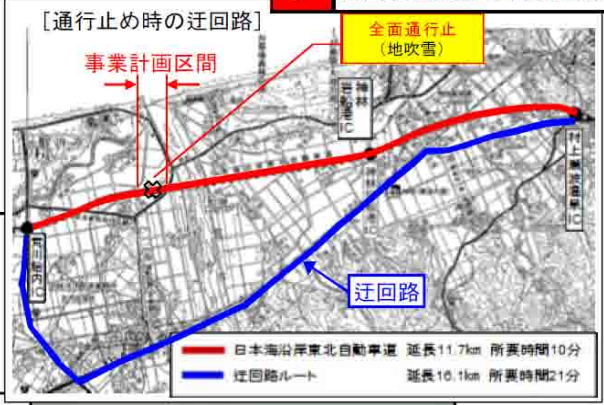 [通行止め時の迂回路]
全面通行止
(地吹雪)
事業計画区間
神林
岩船港IC
村上瀬波温泉IC
荒川胎内IC
迂回路
日本海沿岸東北自動車道 延長11.7km 所要時間10分
迂回路ルート 延長16.1km 所要時間21分